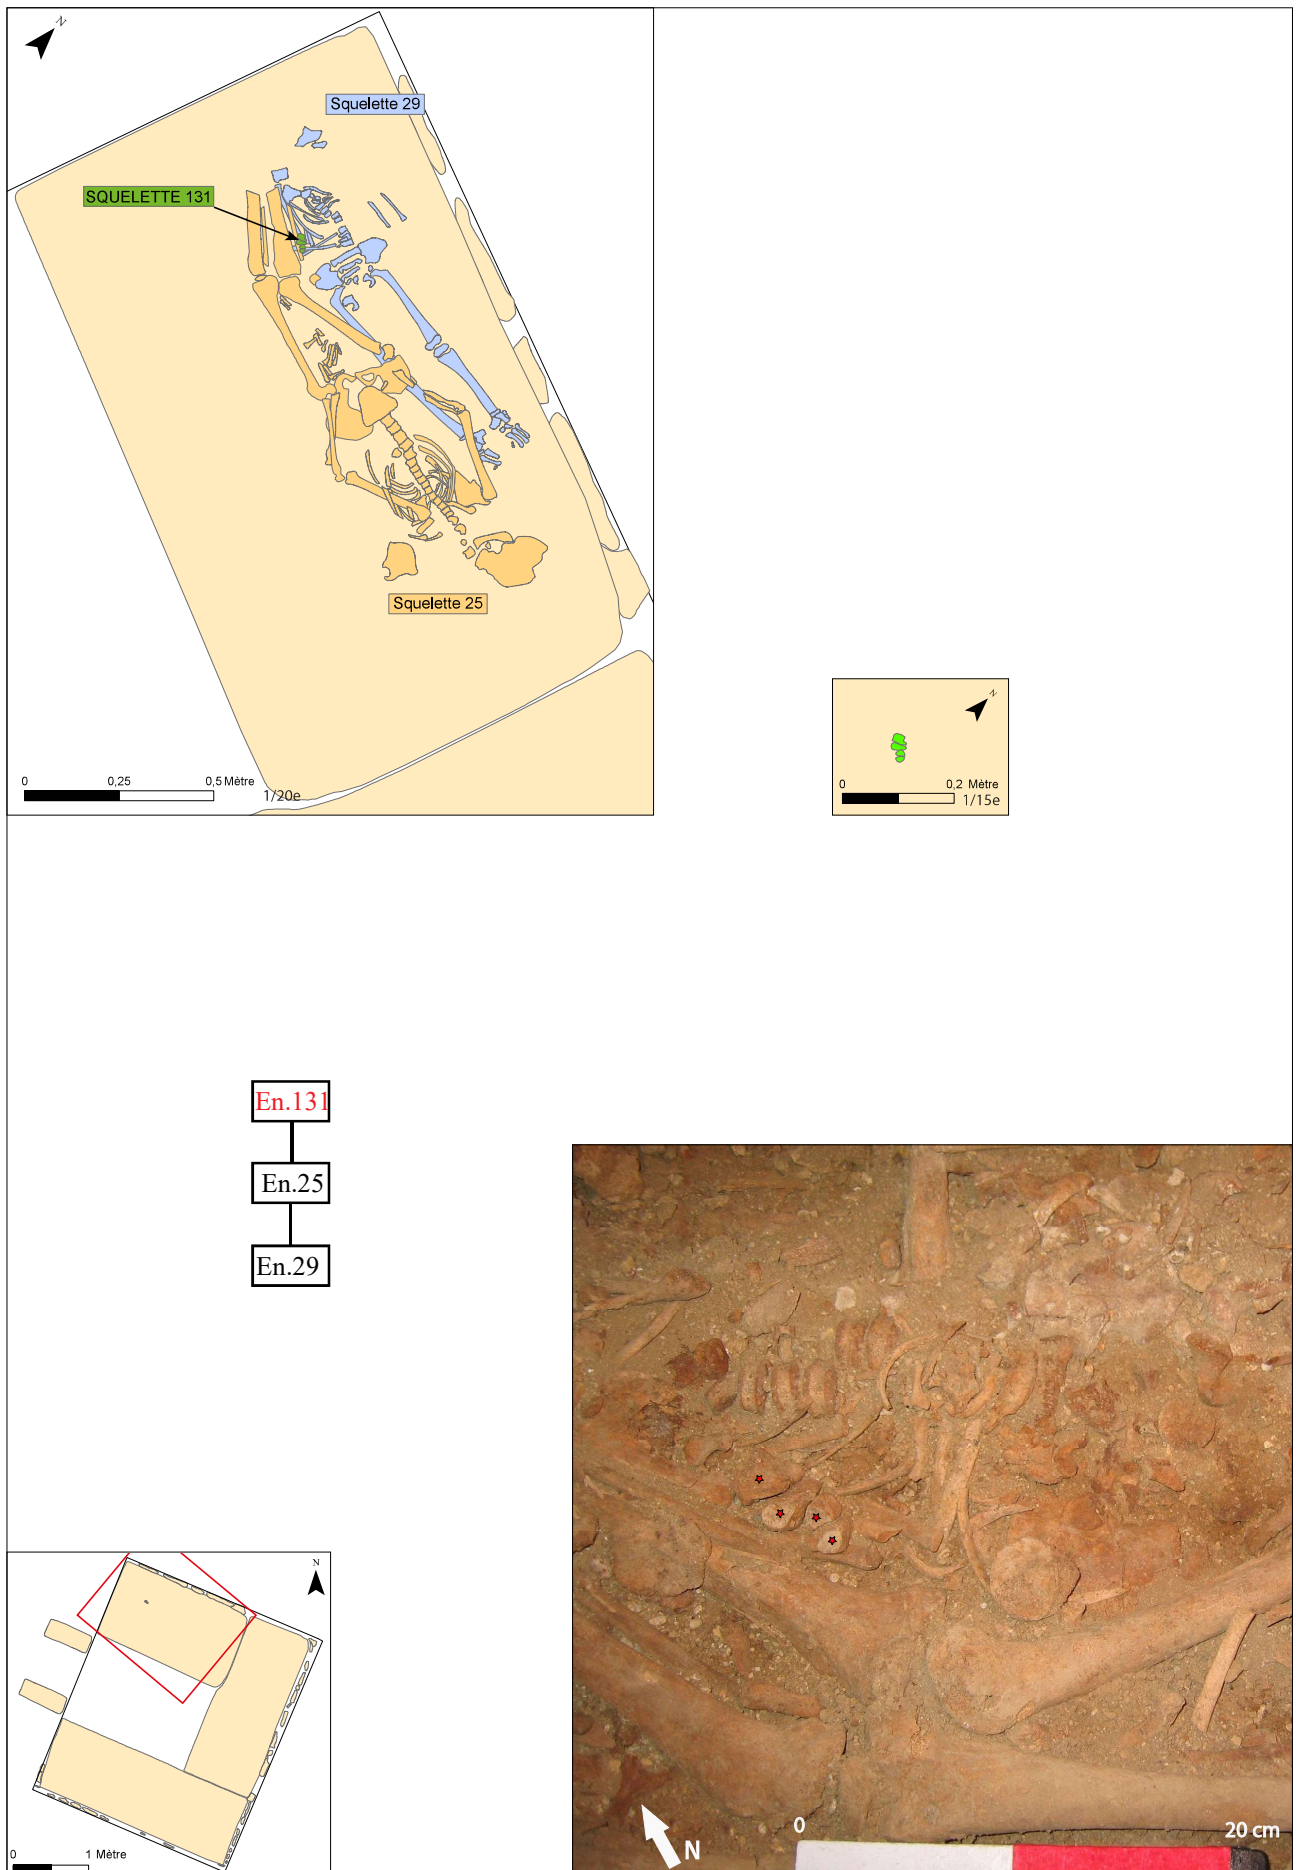 N
Squelette 29
SQUELETTE 131
Squelette 25
0 0,25 0,5 Mètre
1/20e
N
0 0,2 Mètre
1/15e
En.131
En.25
En.29
N
0 1 Mètre
N
0 20 cm